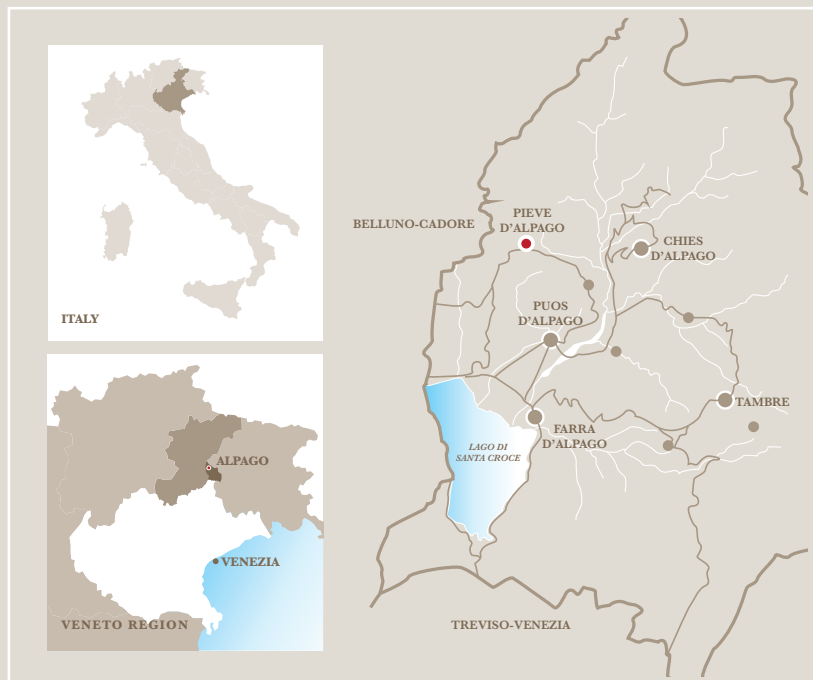 ITALY
ALPAGO
VENEZIA
VENETO REGION
BELLUNO-CADORE
PIEVE
D'ALPAGO
CHIES
D'ALPAGO
PUOS
D'ALPAGO
TAMBRE
FARRA
D'ALPAGO
LAGO DI
SANTA CROCE
TREVISO-VENEZIA